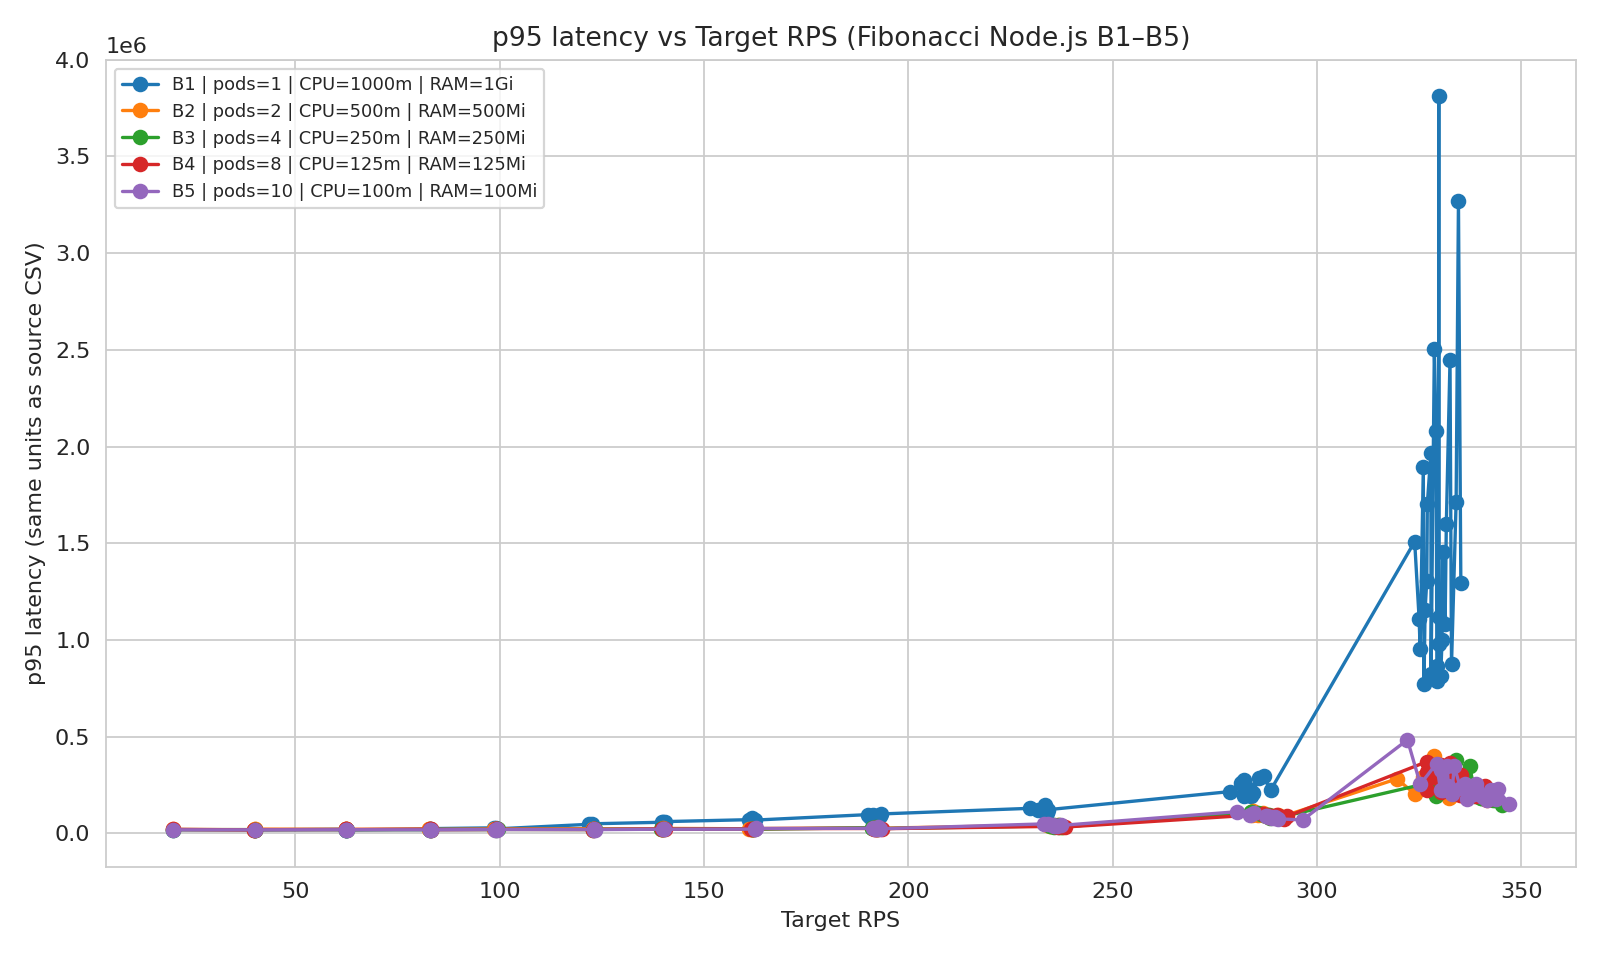 p95 latency vs Target RPS (Fibonacci Node.js B1–B5)
1e6
4.0
3.5
3.0
2.5
2.0
1.5
1.0
0.5
0.0
p95 latency (same units as source CSV)
B1 | pods=1 | CPU=1000m | RAM=1Gi
B2 | pods=2 | CPU=500m | RAM=500Mi
B3 | pods=4 | CPU=250m | RAM=250Mi
B4 | pods=8 | CPU=125m | RAM=125Mi
B5 | pods=10 | CPU=100m | RAM=100Mi
50 100 150 200 250 300 350
Target RPS